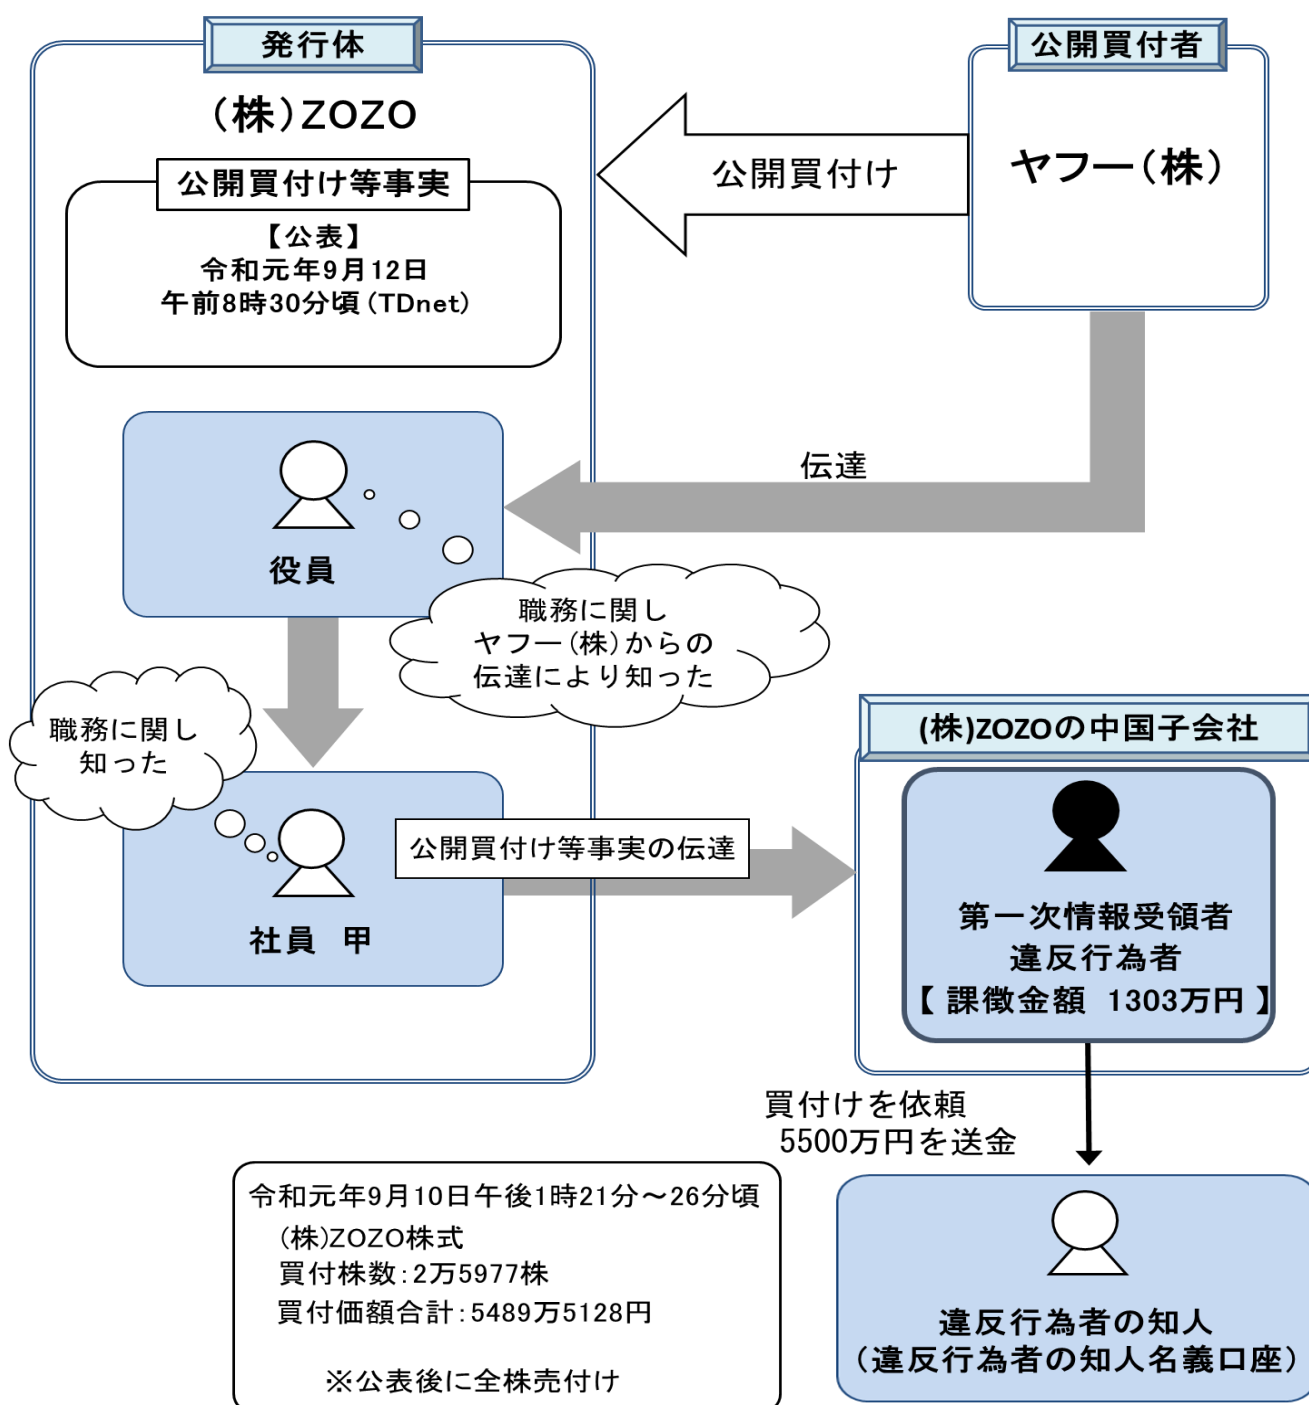 発行体
(株)ZOZO
公開買付け等事実
【公表】
令和元年9月12日
午前8時30分頃(TDnet)
公開買付者
ヤフー(株)
公開買付け
伝達
役員
職務に関し
ヤフー(株)からの
伝達により知った
職務に関し
知った
社員 甲
公開買付け等事実の伝達
(株)ZOZOの中国子会社
第一次情報受領者
違反行為者
【 課徴金額 1303万円 】
買付けを依頼
5500万円を送金
令和元年9月10日午後1時21分～26分頃
(株)ZOZO株式
買付株数:2万5977株
買付価額合計:5489万5128円
※公表後に全株売付け
違反行為者の知人
(違反行為者の知人名義口座)